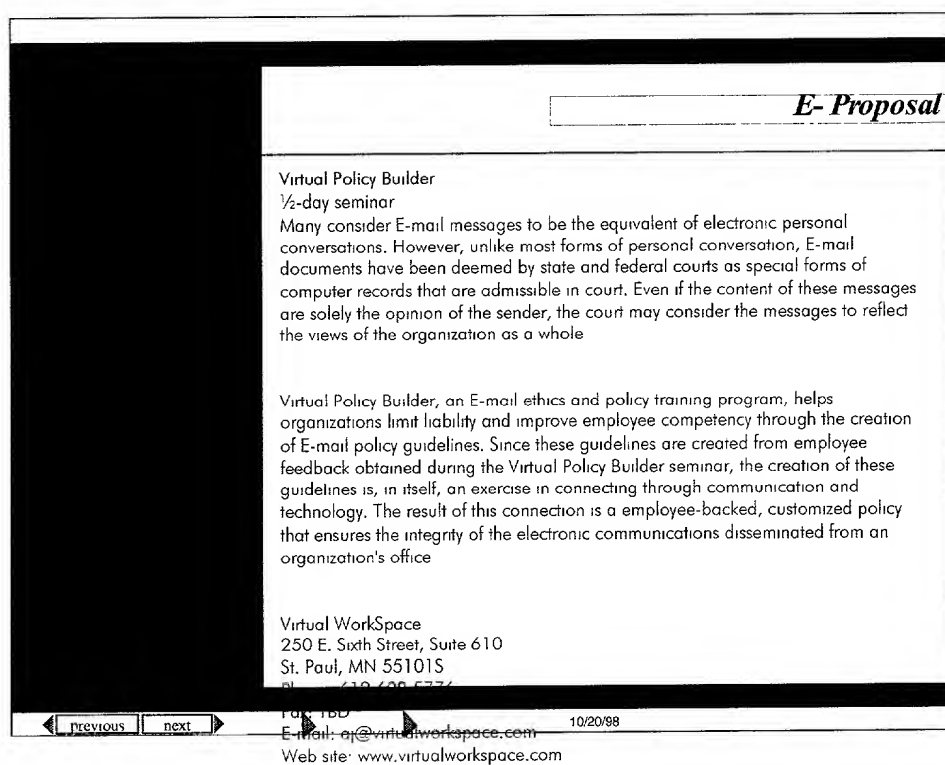 E- Proposal
Virtual Policy Builder
½-day seminar
Many consider E-mail messages to be the equivalent of electronic personal
conversations. However, unlike most forms of personal conversation, E-mail
documents have been deemed by state and federal courts as special forms of
computer records that are admissible in court. Even if the content of these messages
are solely the opinion of the sender, the court may consider the messages to reflect
the views of the organization as a whole
Virtual Policy Builder, an E-mail ethics and policy training program, helps
organizations limit liability and improve employee competency through the creation
of E-mail policy guidelines. Since these guidelines are created from employee
feedback obtained during the Virtual Policy Builder seminar, the creation of these
guidelines is, in itself, an exercise in connecting through communication and
technology. The result of this connection is a employee-backed, customized policy
that ensures the integrity of the electronic communications disseminated from an
organization's office
Virtual WorkSpace
250 E. Sixth Street, Suite 610
St. Paul, MN 55101S
Fax: TBD
previous next 10/20/98
E-mail: aj@virtualworkspace.com
Web site: www.virtualworkspace.com